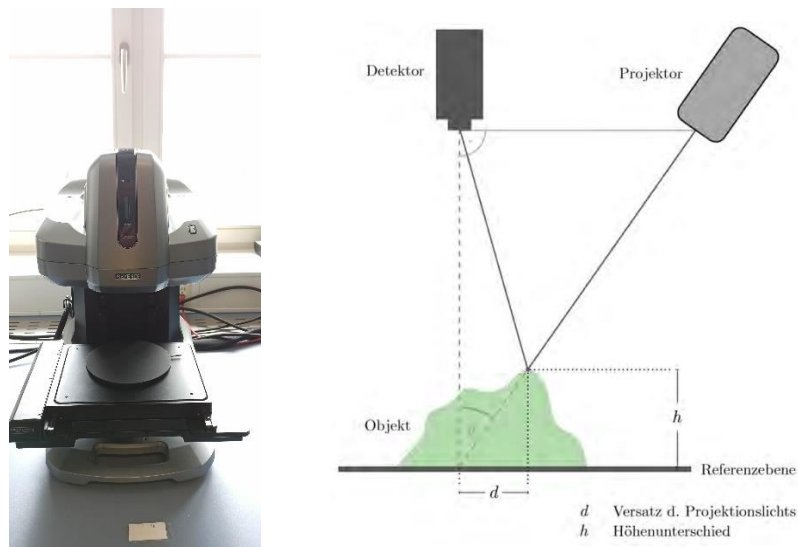 Detektor
Projektor
Objekt
h
Referenzebene
d
d Versatz d. Projektionslichts
h Höhenunterschied